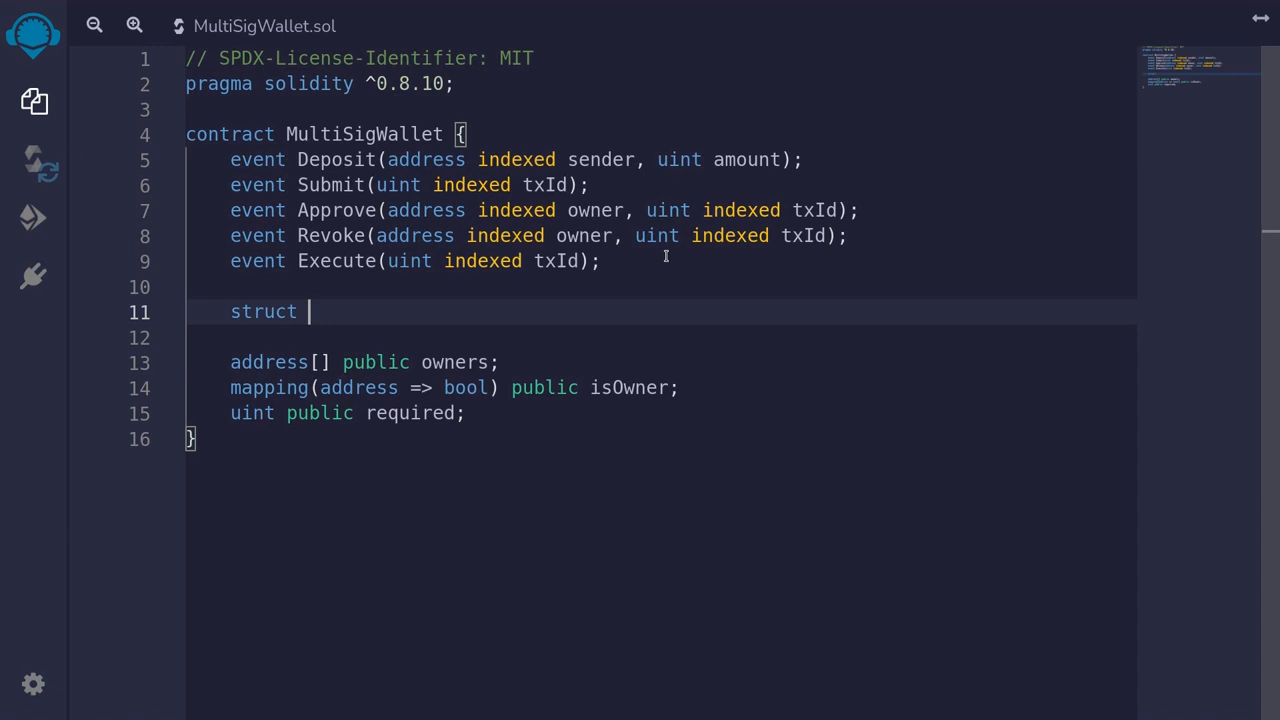 MultiSigWallet.sol
1 // SPDX-License-Identifier: MIT
2 pragma solidity ^0.8.10;
3
4 contract MultiSigWallet {
5     event Deposit(address indexed sender, uint amount);
6     event Submit(uint indexed txId);
7     event Approve(address indexed owner, uint indexed txId);
8     event Revoke(address indexed owner, uint indexed txId);
9     event Execute(uint indexed txId);
10
11     struct
12
13     address[] public owners;
14     mapping(address => bool) public isOwner;
15     uint public required;
16 }